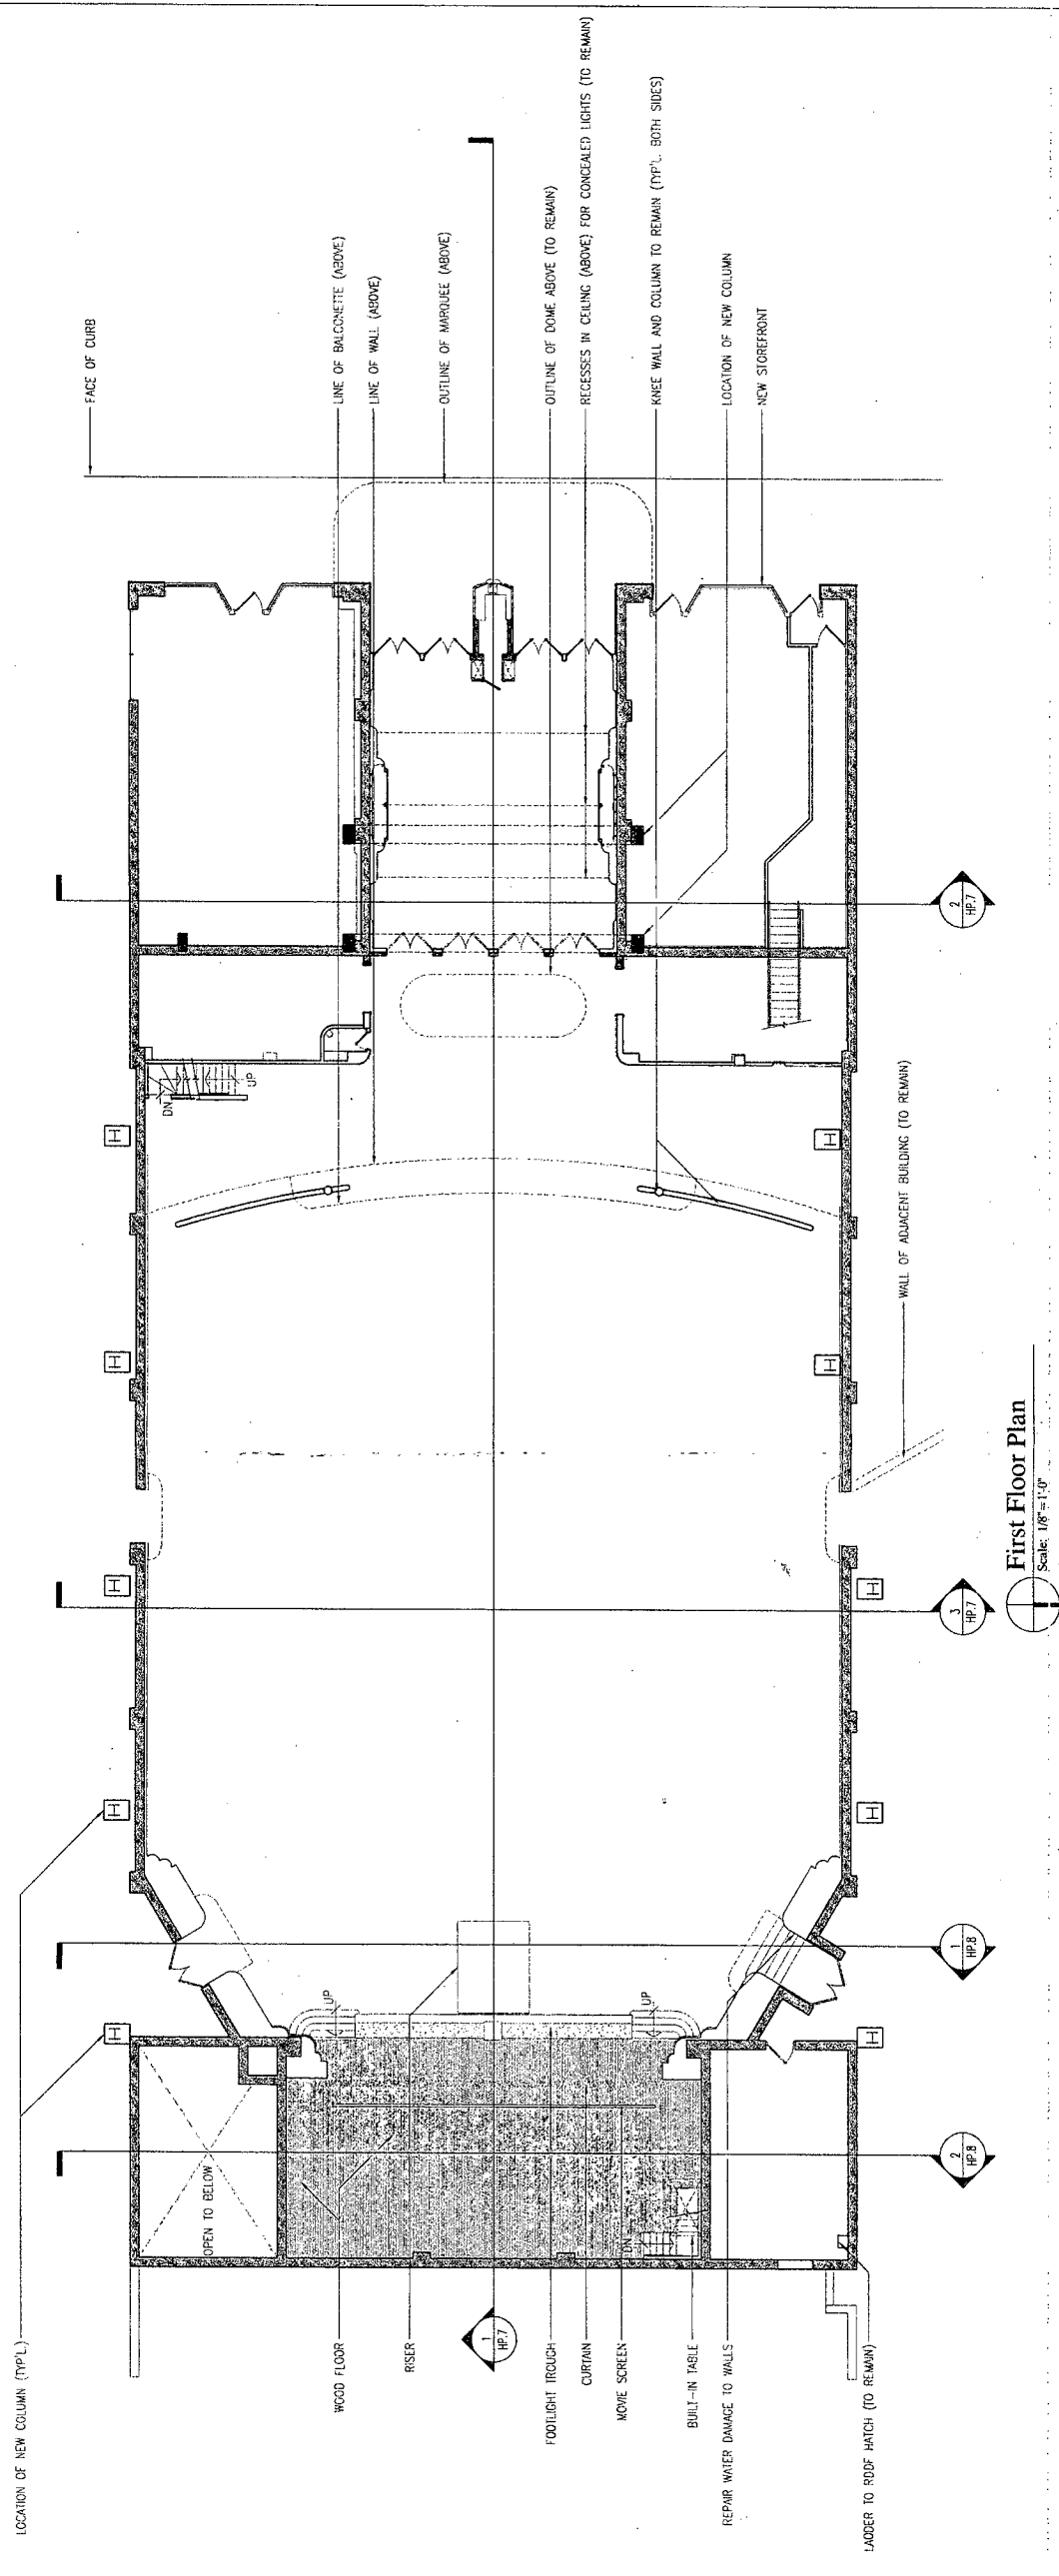 LOCATION OF NEW COLUMN (TYP'L.)
WOOD FLOOR
RISER
1
HP.7
FOOTLIGHT TROUGH
CURTAIN
MOVIE SCREEN
BUILT-IN TABLE
REPAIR WATER DAMAGE TO WALLS
LADDER TO ROOF HATCH (TO REMAIN)
OPEN TO BELOW
DN
UP
UP
H
H
H
H
H
H
H
H
H
H
DN
UP
FACE OF CURB
LINE OF BALCONETTE (ABOVE)
LINE OF WALL (ABOVE)
OUTLINE OF MARQUEE (ABOVE)
OUTLINE OF DOME ABOVE (TO REMAIN)
RECESSES IN CEILING (ABOVE) FOR CONCEALED LIGHTS (TO REMAIN)
KNEE WALL AND COLUMN TO REMAIN (TYP'L. BOTH SIDES)
LOCATION OF NEW COLUMN
NEW STOREFRONT
WALL OF ADJACENT BUILDING (TO REMAIN)
2
HP.8
1
HP.8
3
HP.7
2
HP.7
First Floor Plan
Scale: 1/8"=1'-0"